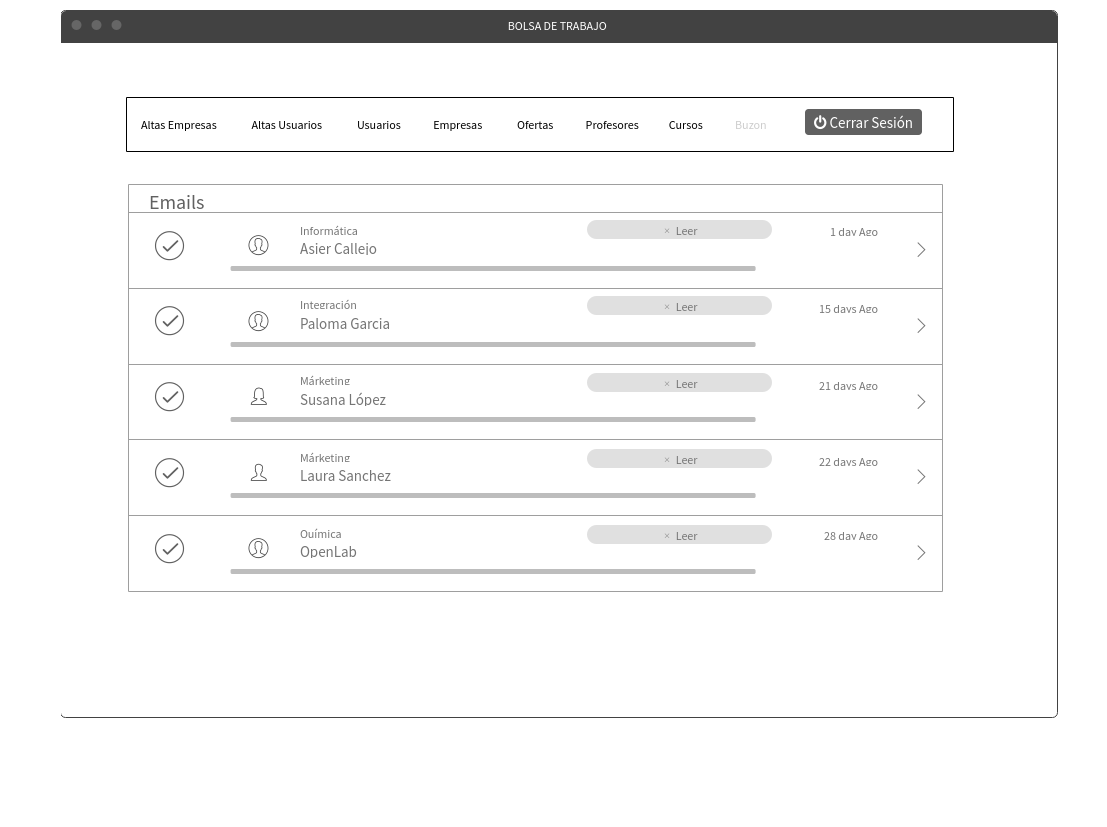 BOLSA DE TRABAJO
Altas Empresas Altas Usuarios Usuarios Empresas Ofertas Profesores Cursos Buzon Cerrar Sesión
Emails
Informática × Leer 1 day Ago
Asier Callejo
Integración × Leer 15 days Ago
Paloma Garcia
Márketing × Leer 21 days Ago
Susana López
Márketing × Leer 22 days Ago
Laura Sanchez
Química × Leer 28 day Ago
OpenLab